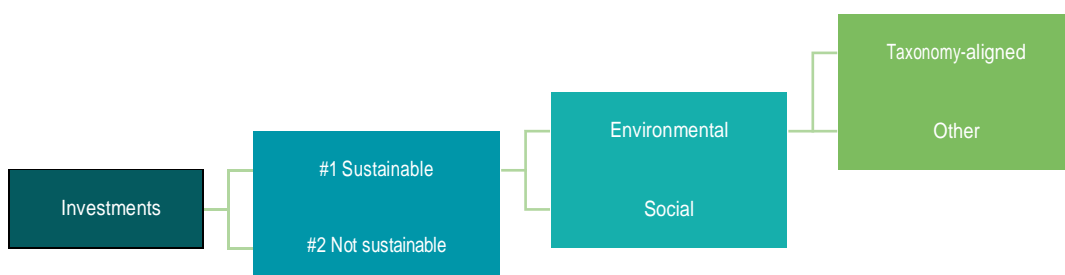 Investments
#1 Sustainable
#2 Not sustainable
Environmental
Social
Taxonomy-aligned
Other